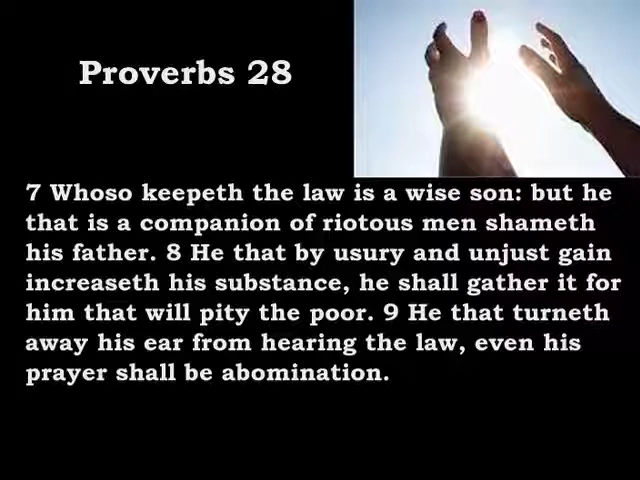 Proverbs 28
7 Whoso keepeth the law is a wise son: but he
that is a companion of riotous men shameth
his father. 8 He that by usury and unjust gain
increaseth his substance, he shall gather it for
him that will pity the poor. 9 He that turneth
away his ear from hearing the law, even his
prayer shall be abomination.